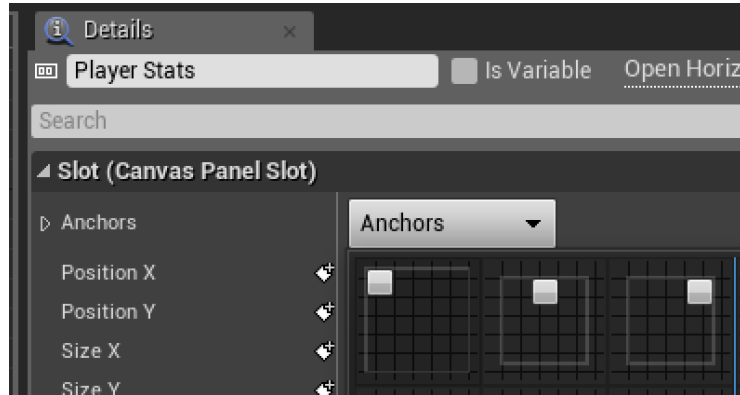 Details
Player Stats
Is Variable
Open Horiz
Search
Slot (Canvas Panel Slot)
Anchors
Anchors
Position X
Position Y
Size X
Size Y